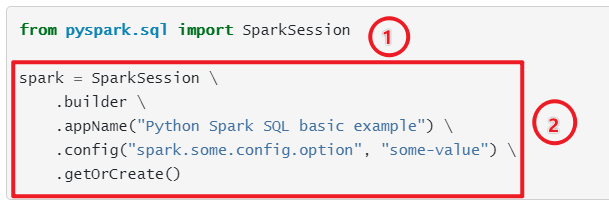 from pyspark.sql import SparkSession
1
spark = SparkSession \
.builder \
.appName("Python Spark SQL basic example") \
.config("spark.some.config.option", "some-value") \
.getOrCreate()
2